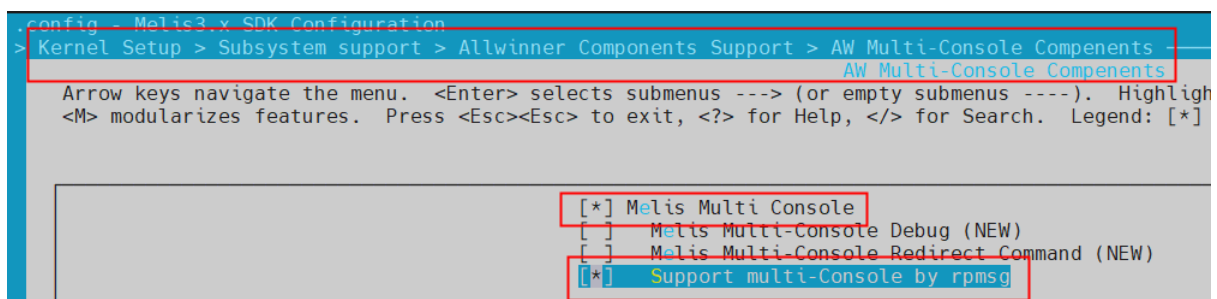 .config - Melis3.x SDK Configuration
> Kernel Setup > Subsystem support > Allwinner Components Support > AW Multi-Console Compenents
AW Multi-Console Compenents
Arrow keys navigate the menu. <Enter> selects submenus ---> (or empty submenus ----). Highligh
<M> modularizes features. Press <Esc><Esc> to exit, <?> for Help, </> for Search. Legend: [*]
[*] Melis Multi Console
[ ] Melis Multi-Console Debug (NEW)
[ ] Melis Multi-Console Redirect Command (NEW)
[*] Support multi-Console by rpmsg